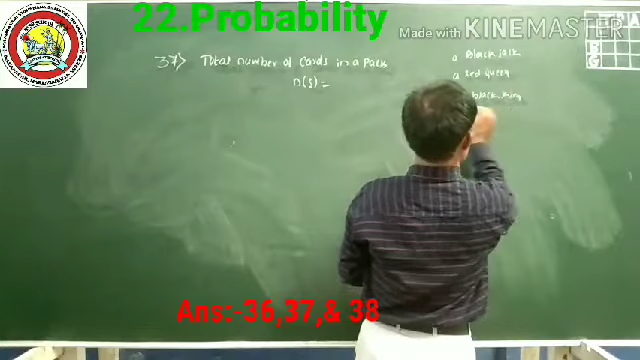 22.Probability
Made with KINEMASTER
37) Total number of Cards in a Pack
n(S) =
a Black jack
a red Queen
black king
Ans:-36,37,& 38